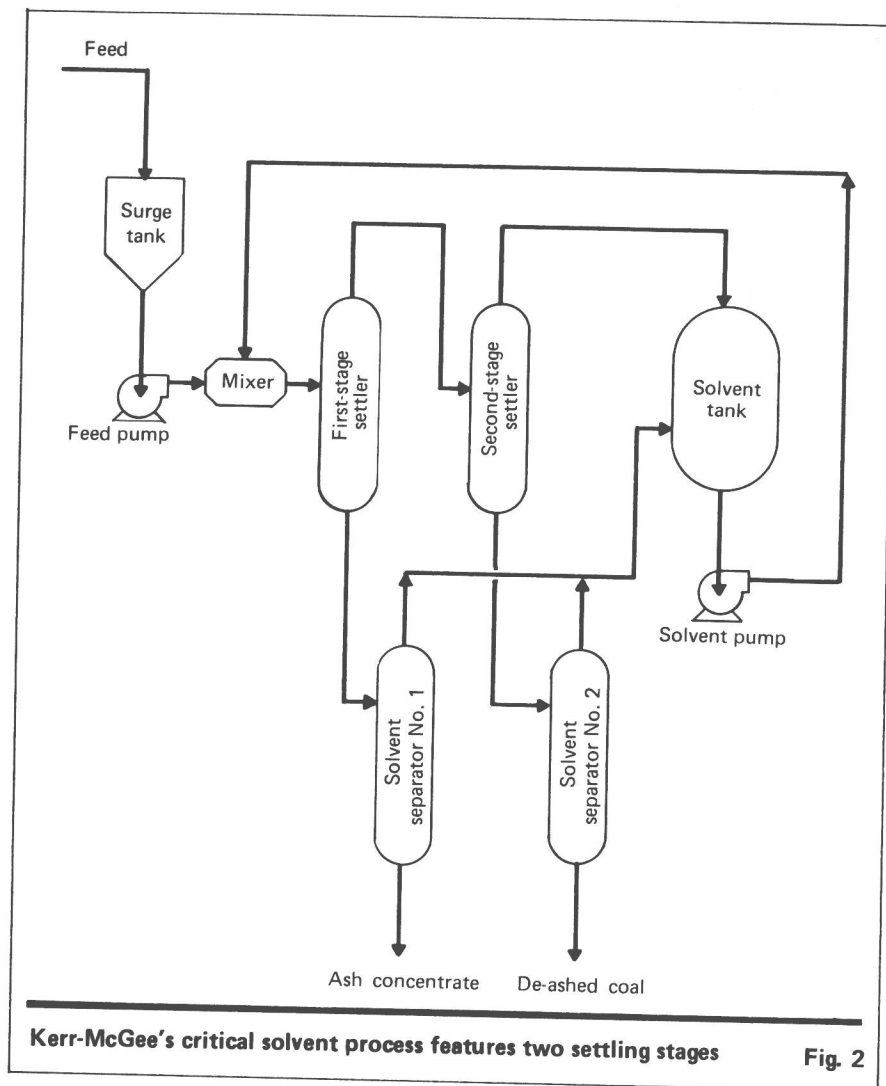 Feed
Surge
tank
Feed pump
Mixer
First-stage
settler
Second-stage
settler
Solvent
tank
Solvent pump
Solvent
separator No. 1
Solvent
separator No. 2
Ash concentrate
De-ashed coal
Kerr-McGee's critical solvent process features two settling stages
Fig. 2